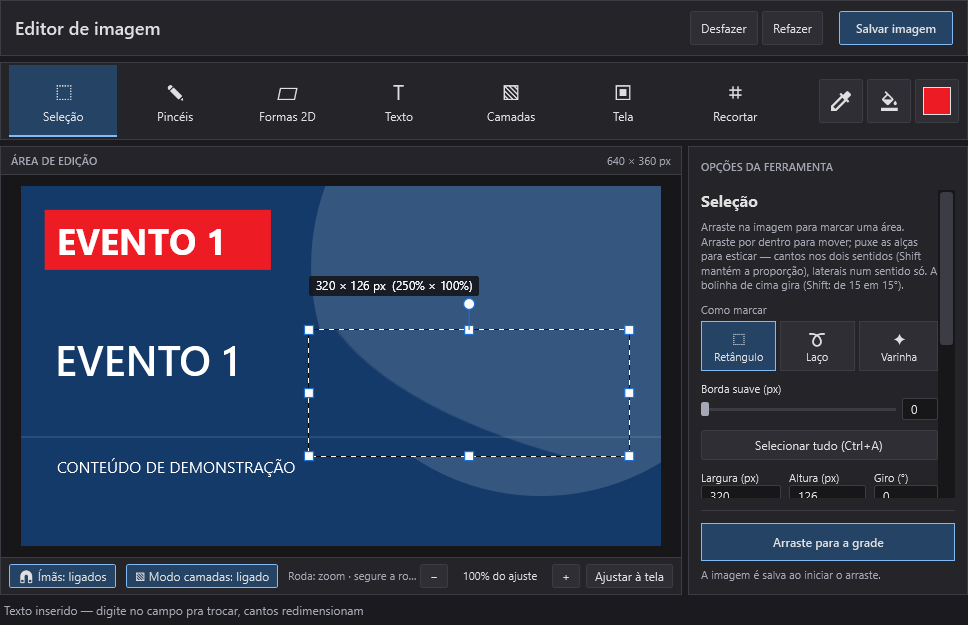 Editor de imagem
Desfazer
Refazer
Salvar imagem
Seleção
Pincéis
Formas 2D
Texto
Camadas
Tela
Recortar
ÁREA DE EDIÇÃO
640 × 360 px
EVENTO 1
320 × 126 px (250% × 100%)
EVENTO 1
CONTEÚDO DE DEMONSTRAÇÃO
Ímãs: ligados
Modo camadas: ligado
Roda: zoom · segure a ro...
–
100% do ajuste
+
Ajustar à tela
OPÇÕES DA FERRAMENTA
Seleção
Arraste na imagem para marcar uma área.
Arraste por dentro para mover; puxe as alças
para esticar — cantos nos dois sentidos (Shift
mantém a proporção), laterais num sentido só. A
bolinha de cima gira (Shift: de 15 em 15°).
Como marcar
Retângulo
Laço
Varinha
Borda suave (px)
0
Selecionar tudo (Ctrl+A)
Largura (px)
Altura (px)
Giro (°)
320
126
0
Arraste para a grade
A imagem é salva ao iniciar o arraste.
Texto inserido — digite no campo pra trocar, cantos redimensionam